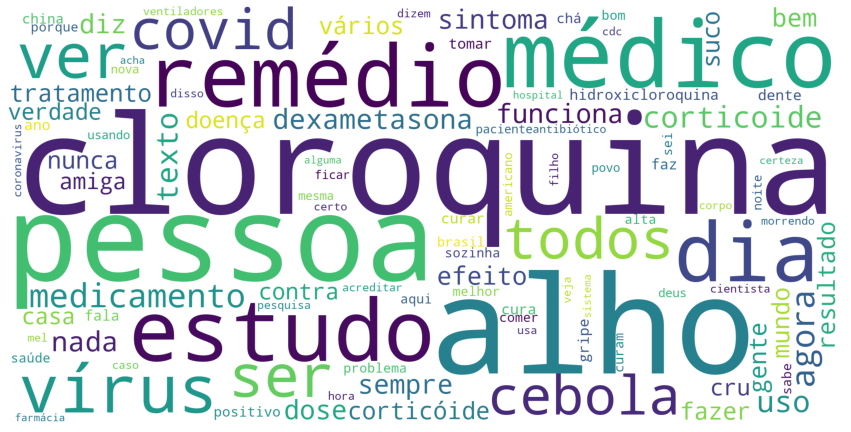 china
ventiladores
dizem
sintoma
chá
bom
bem
porque
diz
covid
vários
cdc
suco
ver
acha
nova
tomar
médico
remédio
tratamento
disso
hospital
hidroxicloroquina
dente
verdade
ano
usando
doença
dexametasona
funciona
corticoide
pacienteantibiótico
coronavírus
nunca
amiga
texto
cloroquina
alguma
ficar
mesma
certo
americano
filho
povo
faz
sei
noite
certeza
corpo
pessoa
curar
brasil
sozinha
todos
alta
dia
morrendo
resultado
medicamento
contra
acreditar
pesquisa
aqui
efeito
melhor
cura
veja
sistema
deus
cientista
casa
fala
estudo
alho
comer
usa
gripe
curam
gente
mundo
agora
mel
nada
saúde
caso
vírus
ser
problema
sempre
hora
cebola
cru
uso
sabe
farmácia
positivo
dose
corticóide
fazer